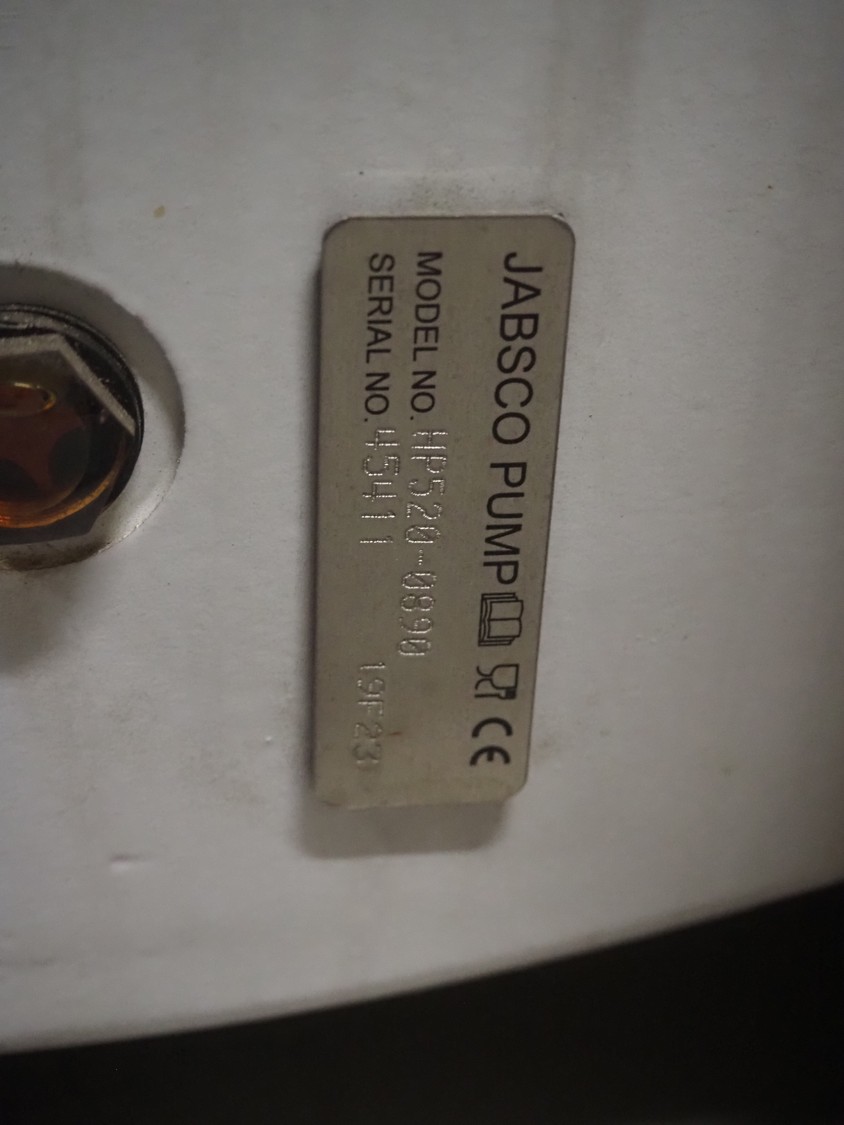 JABSCO PUMP CE
MODEL NO. HP520-0890
SERIAL NO. 45411 19F23